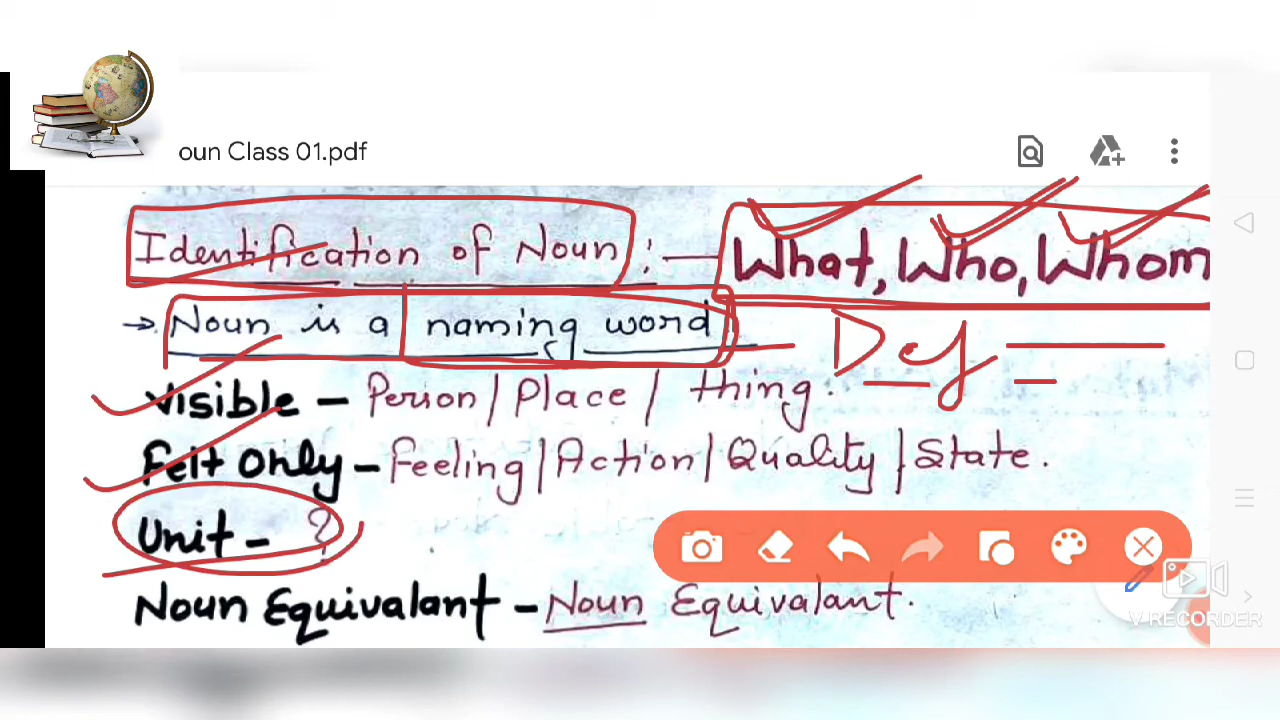 oun Class 01.pdf
Identification of Noun :- What, Who, Whom
→ Noun is a naming word Def
Visible - Person / Place / thing.
Felt only - Feeling / Action / Quality / State.
Unit - ?
Noun Equivalant - Noun Equivalant.
V RECORDER